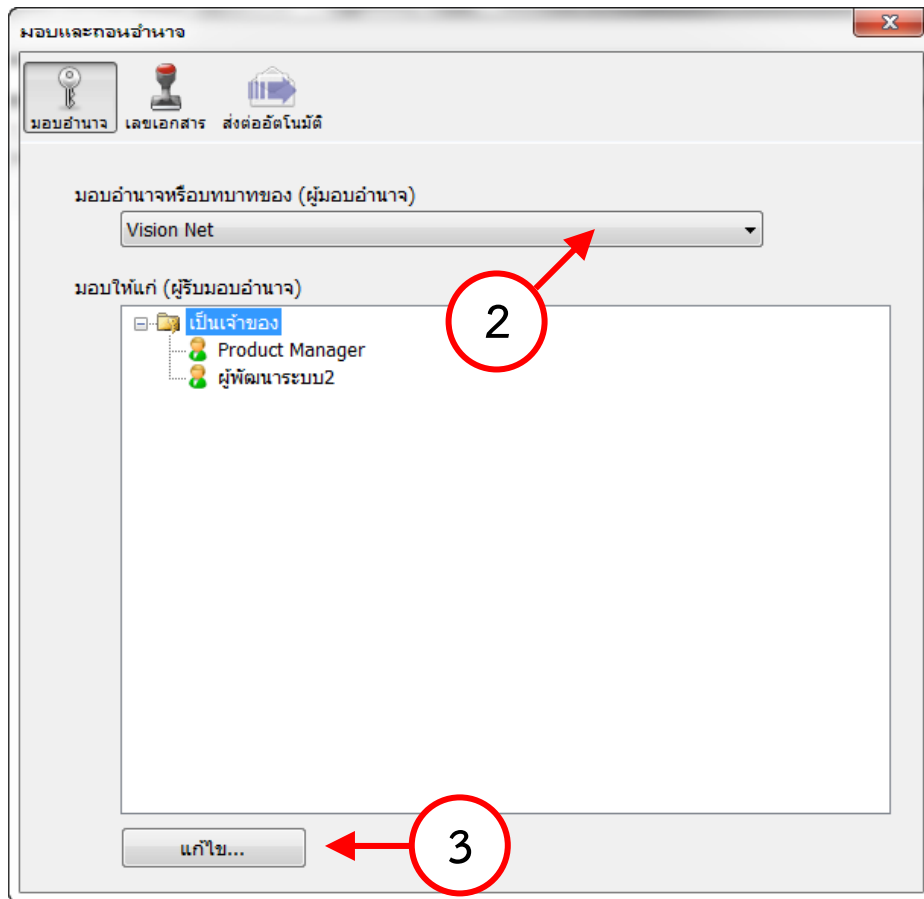 มอบและถอนอำนาจ
มอบอำนาจ เลขเอกสาร ส่งต่ออัตโนมัติ
มอบอำนาจหรือบทบาทของ (ผู้มอบอำนาจ)
Vision Net
2
มอบให้แก่ (ผู้รับมอบอำนาจ)
เป็นเจ้าของ
Product Manager
ผู้พัฒนาระบบ2
แก้ไข...
3